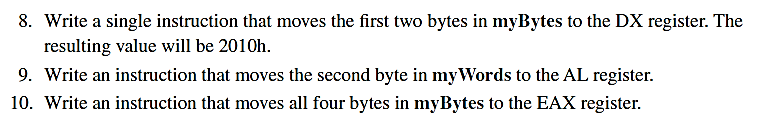 8. Write a single instruction that moves the first two bytes in myBytes to the DX register. The
resulting value will be 2010h.
9. Write an instruction that moves the second byte in myWords to the AL register.
10. Write an instruction that moves all four bytes in myBytes to the EAX register.